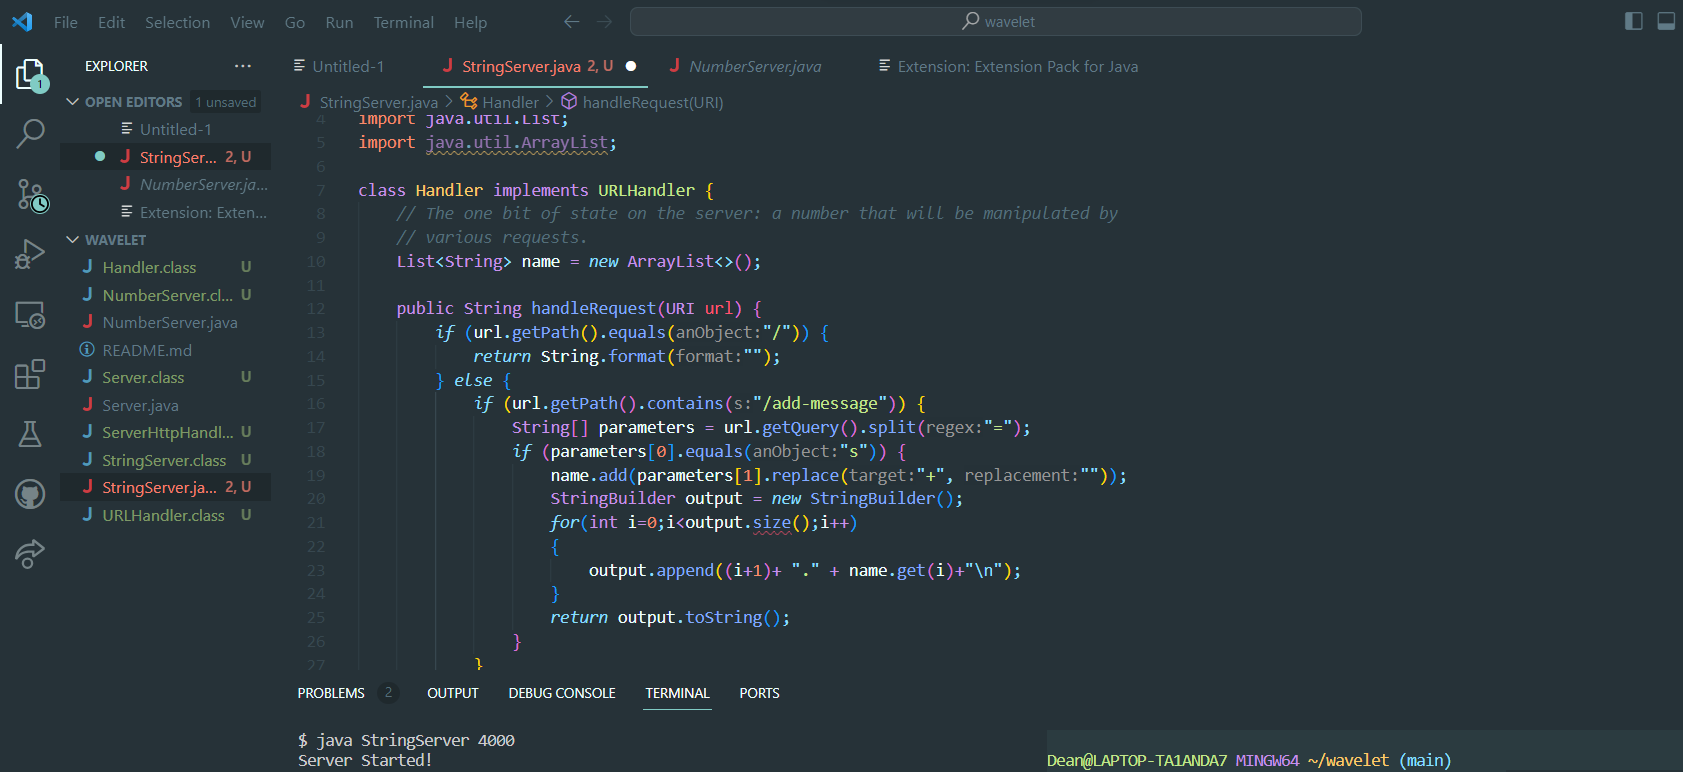 File Edit Selection View Go Run Terminal Help
wavelet
EXPLORER
OPEN EDITORS 1 unsaved
Untitled-1
StringSer... 2, U
NumberServer.ja...
Extension: Exten...
WAVELET
Handler.class U
NumberServer.cl... U
NumberServer.java
README.md
Server.class U
Server.java
ServerHttpHandl... U
StringServer.class U
StringServer.ja... 2, U
URLHandler.class U
1
Untitled-1
StringServer.java 2, U
NumberServer.java
Extension: Extension Pack for Java
StringServer.java > Handler > handleRequest(URI)
4 import java.util.List;
5 import java.util.ArrayList;
6
7 class Handler implements URLHandler {
8 // The one bit of state on the server: a number that will be manipulated by
9 // various requests.
10 List<String> name = new ArrayList<>();
11
12 public String handleRequest(URI url) {
13 if (url.getPath().equals(anObject:"/")) {
14 return String.format(format:"");
15 } else {
16 if (url.getPath().contains(s:"/add-message")) {
17 String[] parameters = url.getQuery().split(regex:"=");
18 if (parameters[0].equals(anObject:"s")) {
19 name.add(parameters[1].replace(target:"+", replacement:""));
20 StringBuilder output = new StringBuilder();
21 for(int i=0;i<output.size();i++)
22 {
23 output.append((i+1)+ "." + name.get(i)+"\n");
24 }
25 return output.toString();
26 }
27 }
PROBLEMS 2 OUTPUT DEBUG CONSOLE TERMINAL PORTS
$ java StringServer 4000
Server Started!
Dean@LAPTOP-TA1ANDA7 MINGW64 ~/wavelet (main)